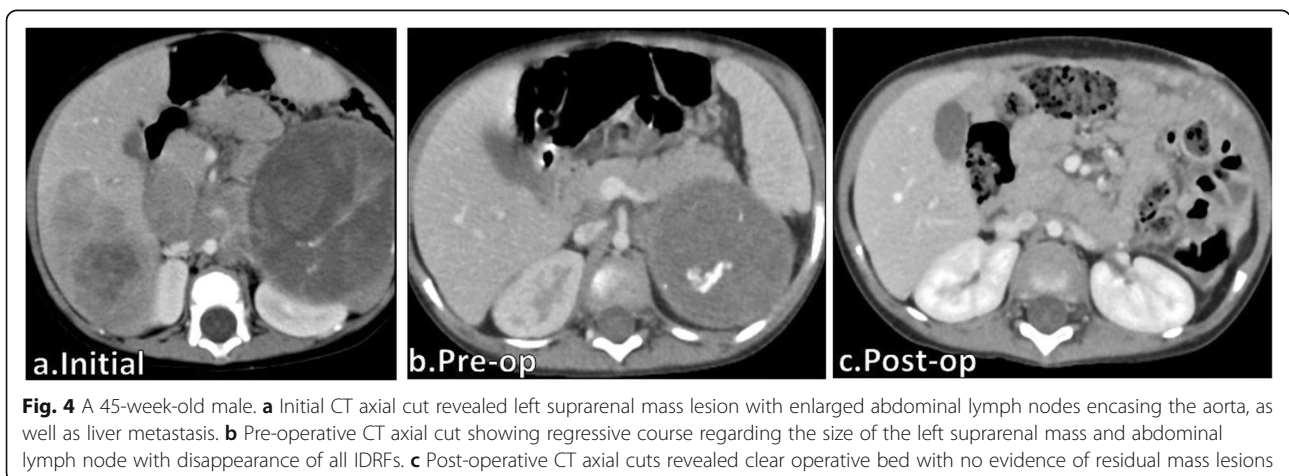 a.Initial
b.Pre-op
c.Post-op
Fig. 4 A 45-week-old male. a Initial CT axial cut revealed left suprarenal mass lesion with enlarged abdominal lymph nodes encasing the aorta, as
well as liver metastasis. b Pre-operative CT axial cut showing regressive course regarding the size of the left suprarenal mass and abdominal
lymph node with disappearance of all IDRFs. c Post-operative CT axial cuts revealed clear operative bed with no evidence of residual mass lesions